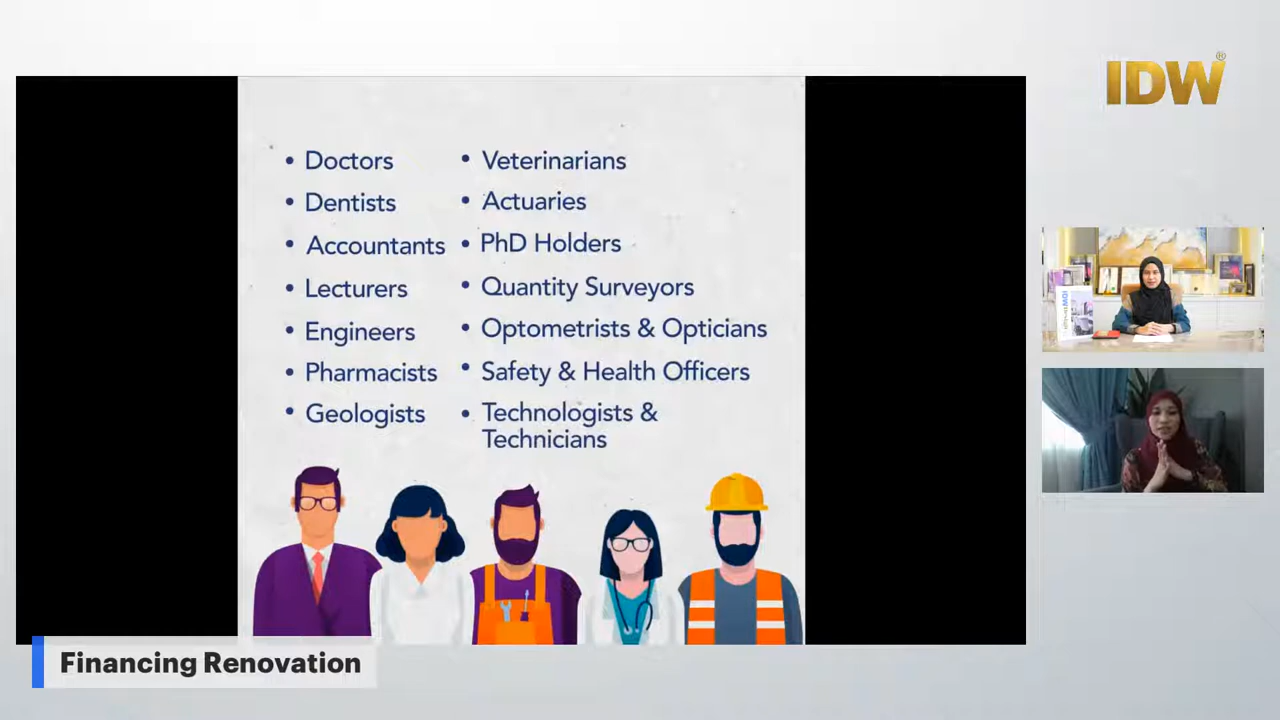 IDW®
• Doctors
• Dentists
• Accountants
• Lecturers
• Engineers
• Pharmacists
• Geologists
• Veterinarians
• Actuaries
• PhD Holders
• Quantity Surveyors
• Optometrists & Opticians
• Safety & Health Officers
• Technologists &
Technicians
Financing Renovation